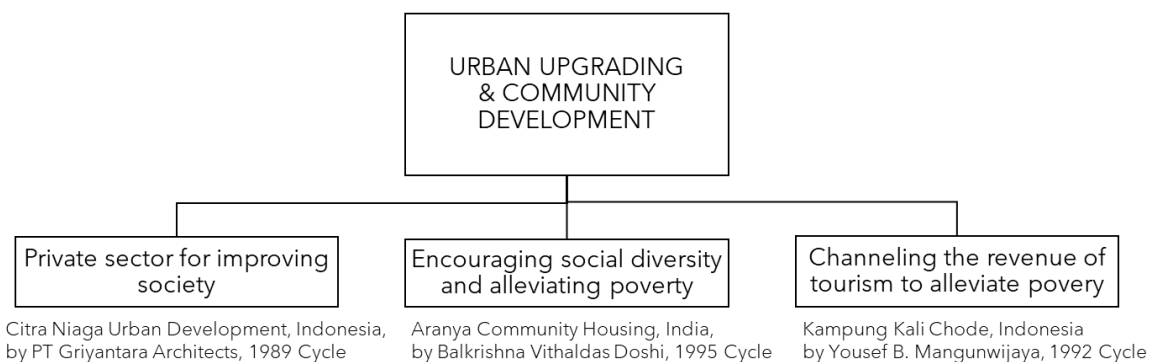 URBAN UPGRADING
& COMMUNITY
DEVELOPMENT
Private sector for improving
society
Citra Niaga Urban Development, Indonesia,
by PT Griyantara Architects, 1989 Cycle
Encouraging social diversity
and alleviating poverty
Aranya Community Housing, India,
by Balkrishna Vithaldas Doshi, 1995 Cycle
Channeling the revenue of
tourism to alleviate povery
Kampung Kali Chode, Indonesia
by Yousef B. Mangunwijaya, 1992 Cycle